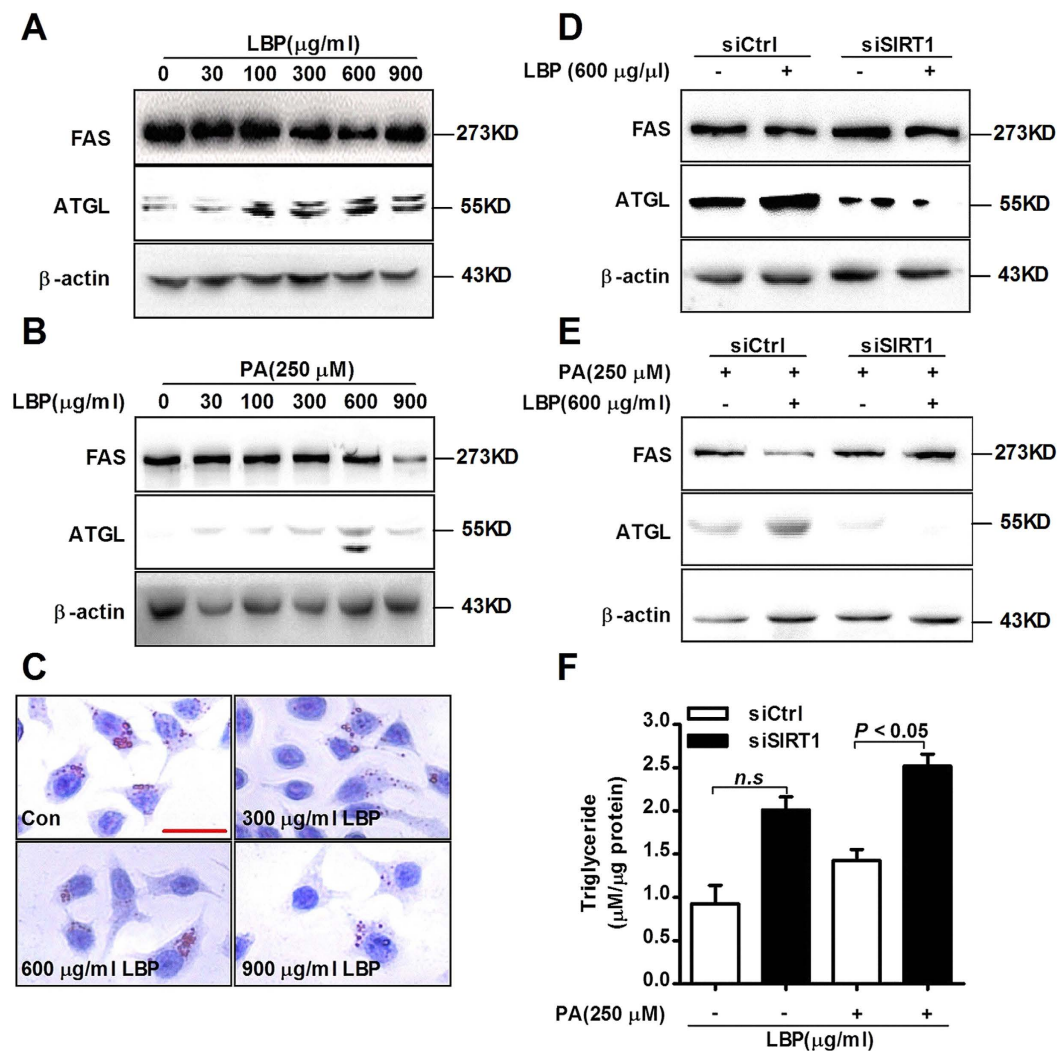 A
LBP(μg/ml)
0 30 100 300 600 900
FAS 273KD
ATGL 55KD
β-actin 43KD
B
PA(250 μM)
LBP(μg/ml) 0 30 100 300 600 900
FAS 273KD
ATGL 55KD
β-actin 43KD
C
Con
300 μg/ml LBP
600 μg/ml LBP
900 μg/ml LBP
D
siCtrl siSIRT1
LBP (600 μg/μl) - + - +
FAS 273KD
ATGL 55KD
β-actin 43KD
E
siCtrl siSIRT1
PA(250 μM) + + + +
LBP(600 μg/ml) - + - +
FAS 273KD
ATGL 55KD
β-actin 43KD
F
siCtrl
siSIRT1
Triglyceride
(μM/μg protein)
3.0
2.5
2.0
1.5
1.0
0.5
0.0
n.s
P < 0.05
PA(250 μM) - - + +
LBP(μg/ml)